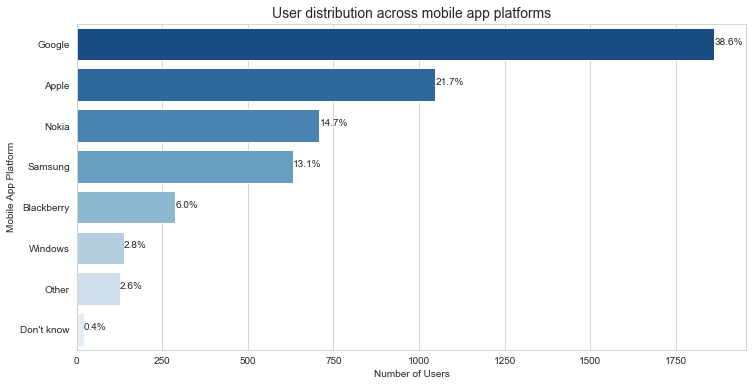 User distribution across mobile app platforms
Google
38.6%
Apple
21.7%
Nokia
14.7%
Samsung
13.1%
Blackberry
6.0%
Windows
2.8%
Other
2.6%
Don't know
0.4%
Mobile App Platform
0 250 500 750 1000 1250 1500 1750
Number of Users